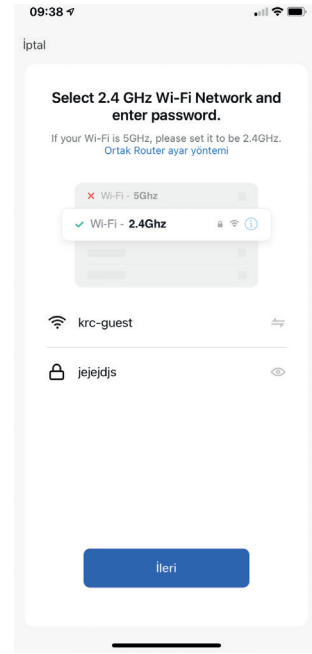 09:38
İptal
Select 2.4 GHz Wi-Fi Network and
enter password.
If your Wi-Fi is 5GHz, please set it to be 2.4GHz.
Ortak Router ayar yöntemi
Wi-Fi - 5Ghz
Wi-Fi - 2.4Ghz
krc-guest
jejejdjs
İleri